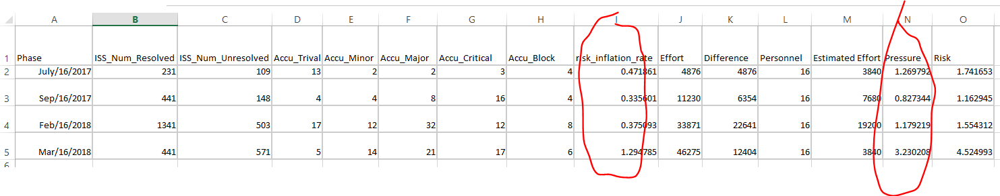 A B C D E F G H I J K L M N O
1 Phase ISS_Num_Resolved ISS_Num_Unresolved Accu_Trival Accu_Minor Accu_Major Accu_Critical Accu_Block risk_inflation_rate Effort Difference Personnel Estimated Effort Pressure Risk
2 July/16/2017 231 109 13 2 2 3 4 0.471861 4876 4876 16 3840 1.269792 1.741653
3 Sep/16/2017 441 148 4 4 8 16 4 0.335601 11230 6354 16 7680 0.827344 1.162945
4 Feb/16/2018 1341 503 17 12 32 12 8 0.375093 33871 22641 16 19200 1.179219 1.554312
5 Mar/16/2018 441 571 5 14 21 17 6 1.294785 46275 12404 16 3840 3.230208 4.524993
6